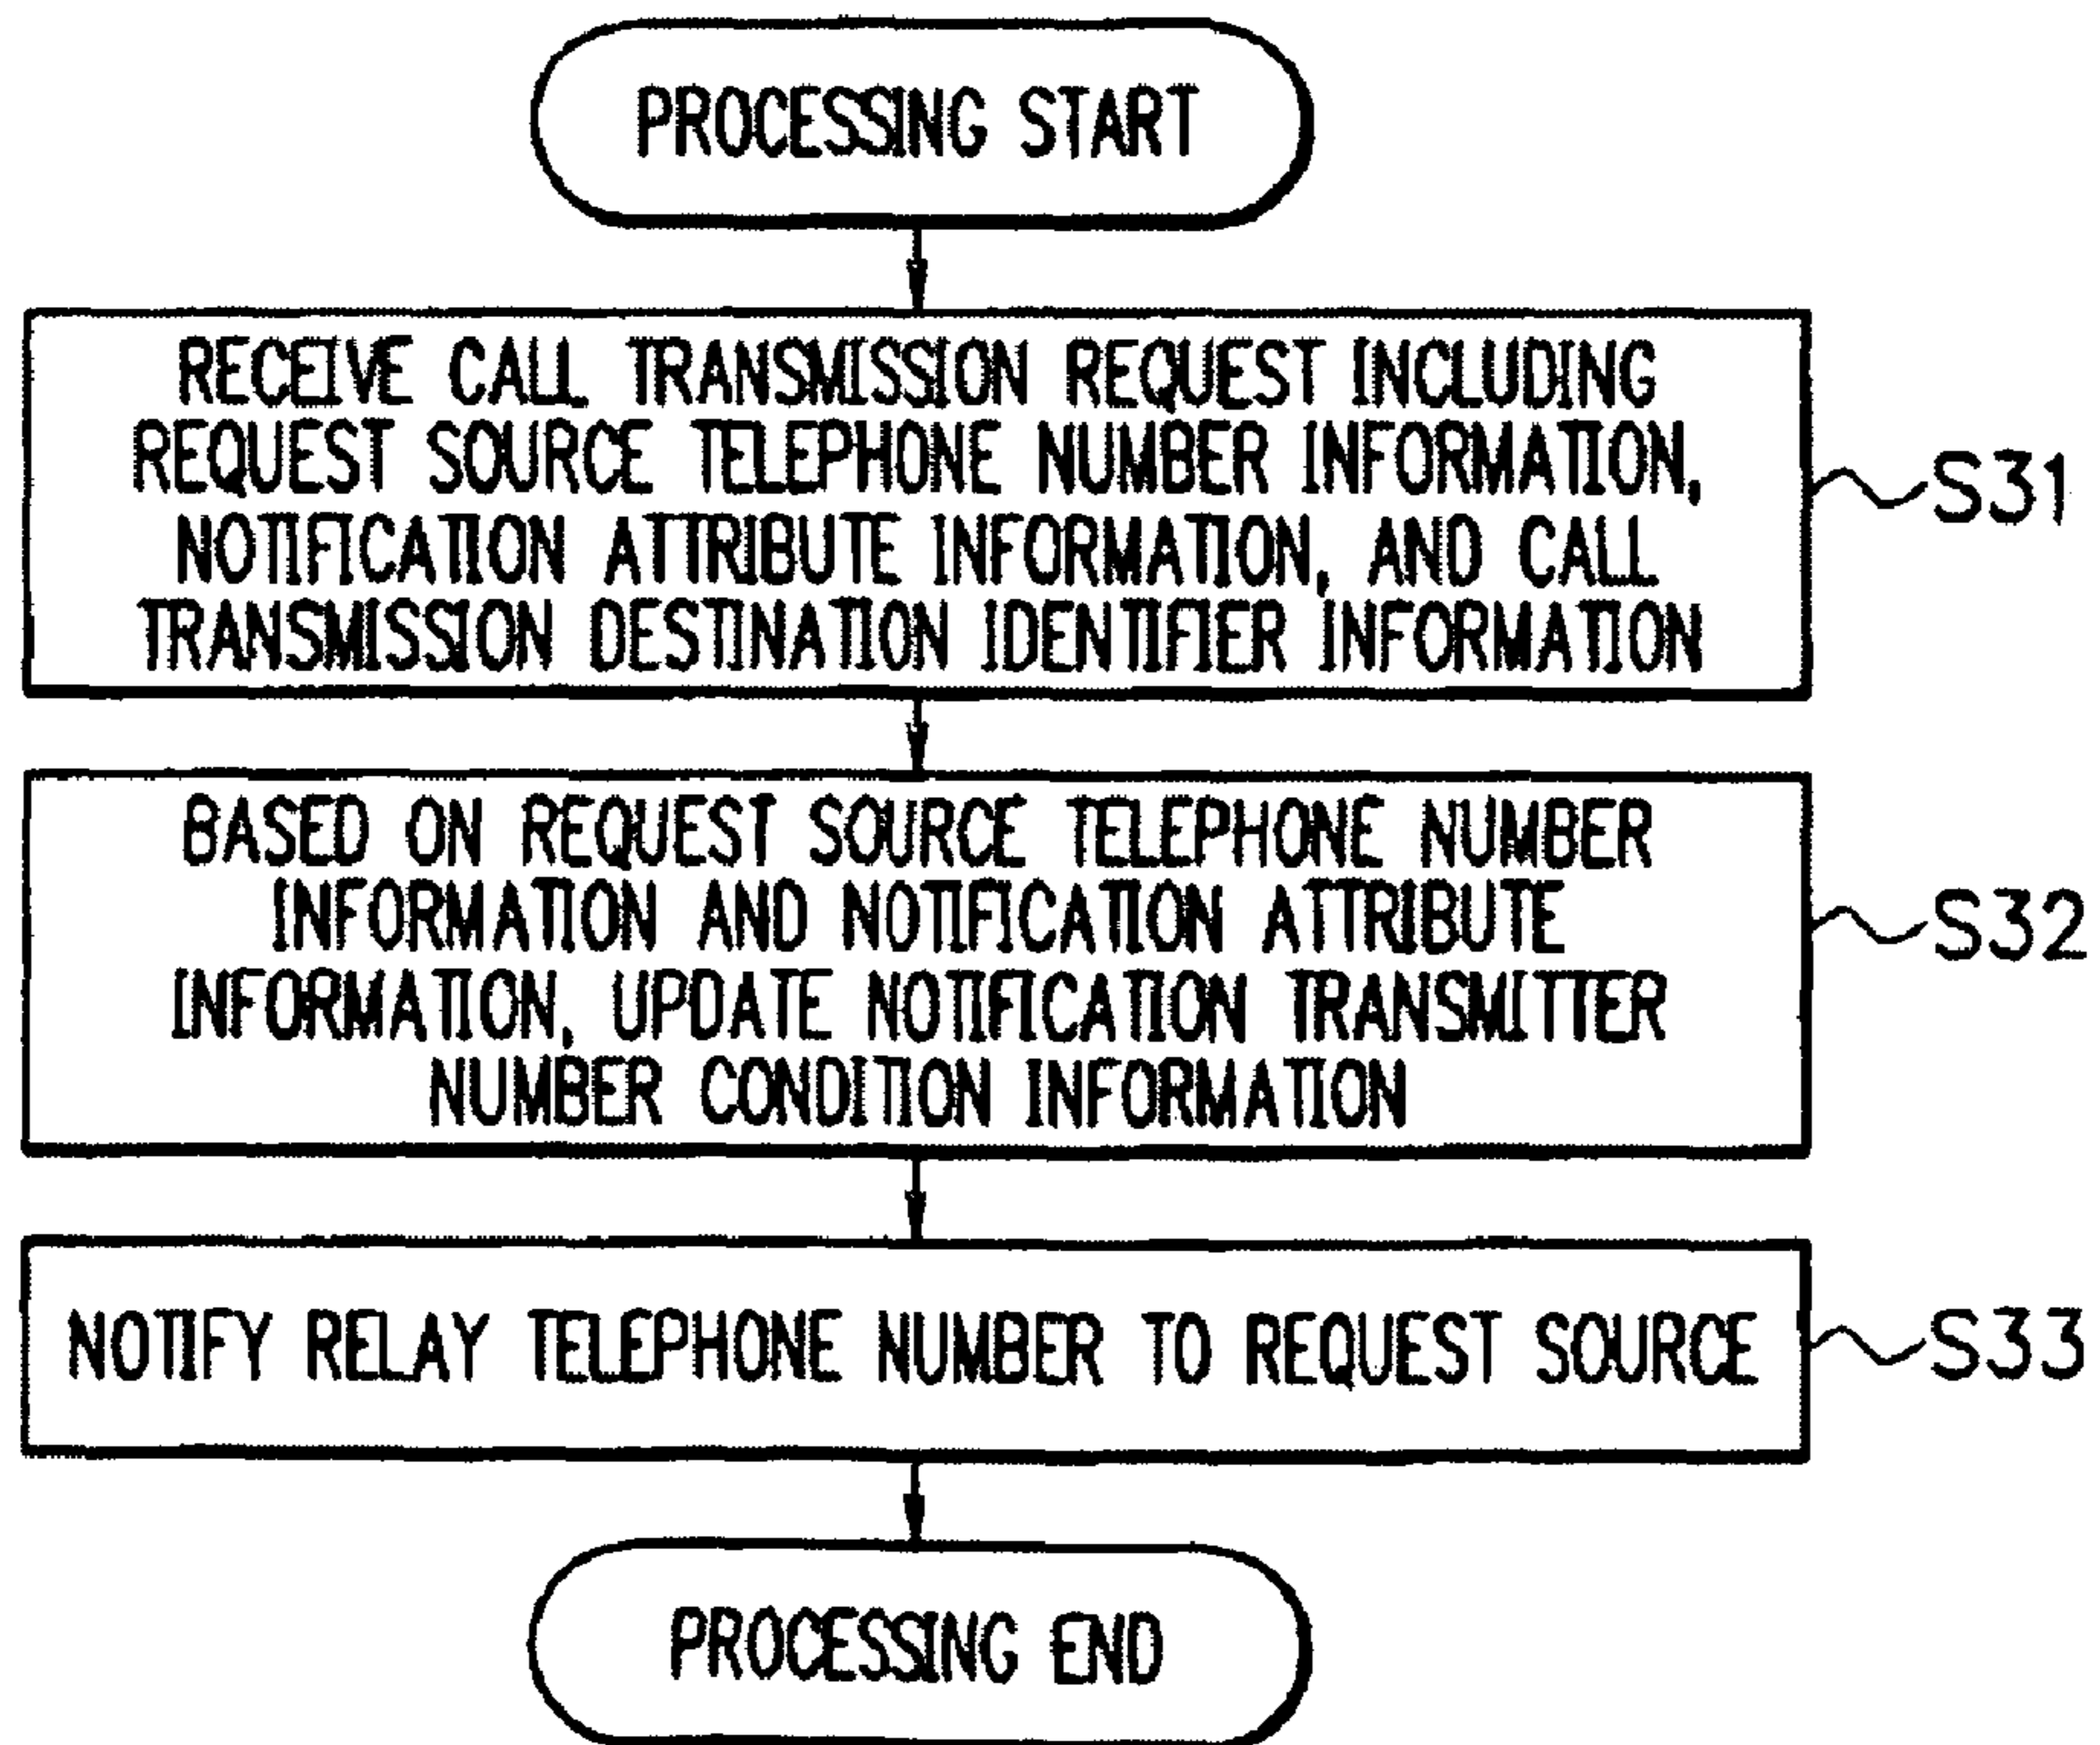 PROCESSING START
RECEIVE CALL TRANSMISSION REQUEST INCLUDING
REQUEST SOURCE TELEPHONE NUMBER INFORMATION,
NOTIFICATION ATTRIBUTE INFORMATION, AND CALL
TRANSMISSION DESTINATION IDENTIFIER INFORMATION
S31
BASED ON REQUEST SOURCE TELEPHONE NUMBER
INFORMATION AND NOTIFICATION ATTRIBUTE
INFORMATION, UPDATE NOTIFICATION TRANSMITTER
NUMBER CONDITION INFORMATION
S32
NOTIFY RELAY TELEPHONE NUMBER TO REQUEST SOURCE
S33
PROCESSING END